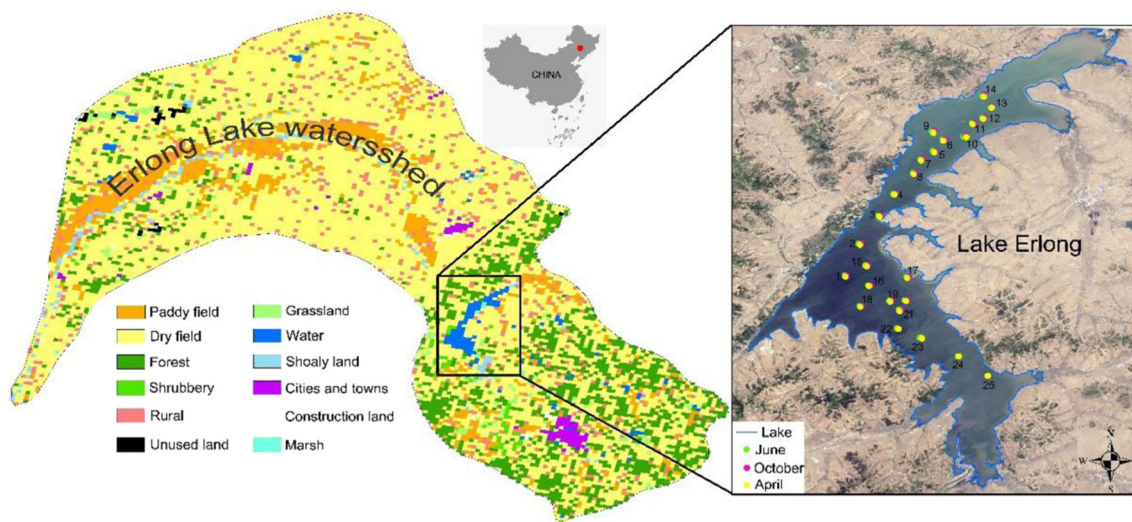 Erlong Lake watersshed
CHINA
Paddy field
Dry field
Forest
Shrubbery
Rural
Unused land
Grassland
Water
Shoaly land
Cities and towns
Construction land
Marsh
Lake Erlong
14
13
12
11
10
9
6
5
7
8
4
3
2
15
1
16
17
18
19
21
22
23
24
25
Lake
June
October
April
N
W
E
S